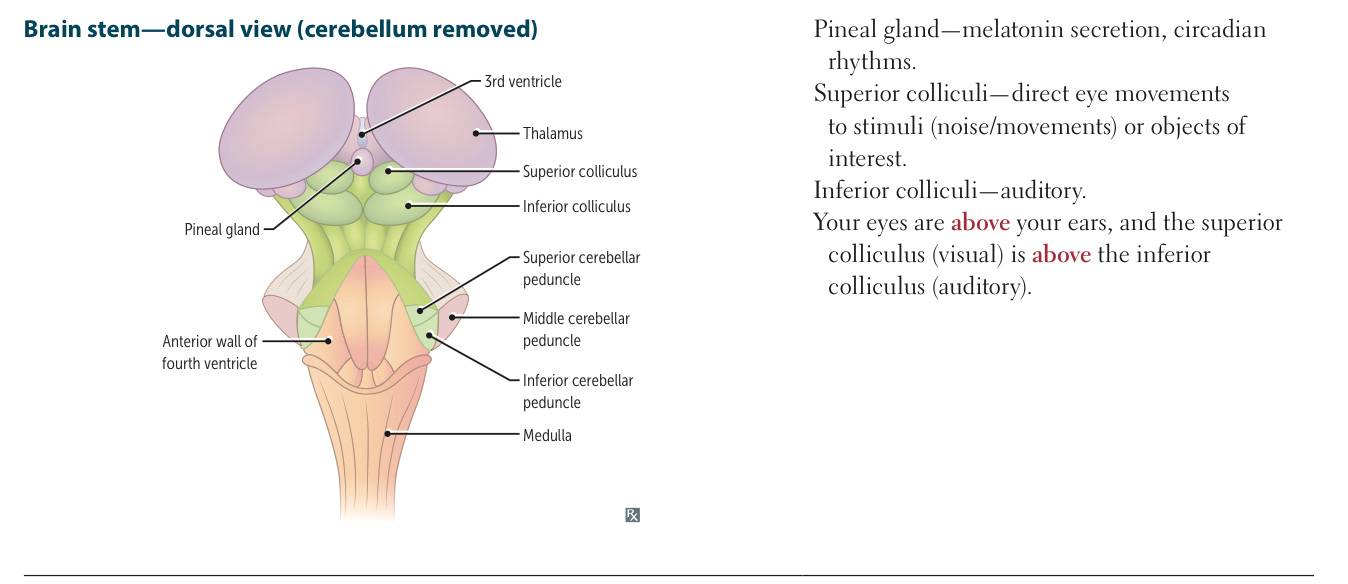 Brain stem—dorsal view (cerebellum removed)
3rd ventricle
Thalamus
Superior colliculus
Inferior colliculus
Pineal gland
Superior cerebellar
peduncle
Middle cerebellar
peduncle
Anterior wall of
fourth ventricle
Inferior cerebellar
peduncle
Medulla
Rx
Pineal gland—melatonin secretion, circadian
rhythms.
Superior colliculi—direct eye movements
to stimuli (noise/movements) or objects of
interest.
Inferior colliculi—auditory.
Your eyes are above your ears, and the superior
colliculus (visual) is above the inferior
colliculus (auditory).